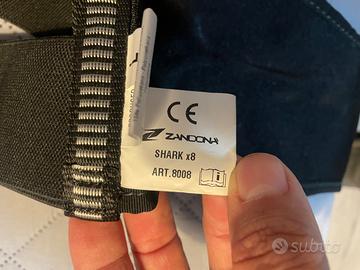 CE
ZANDONA
SHARK x8
ART.8008
subito